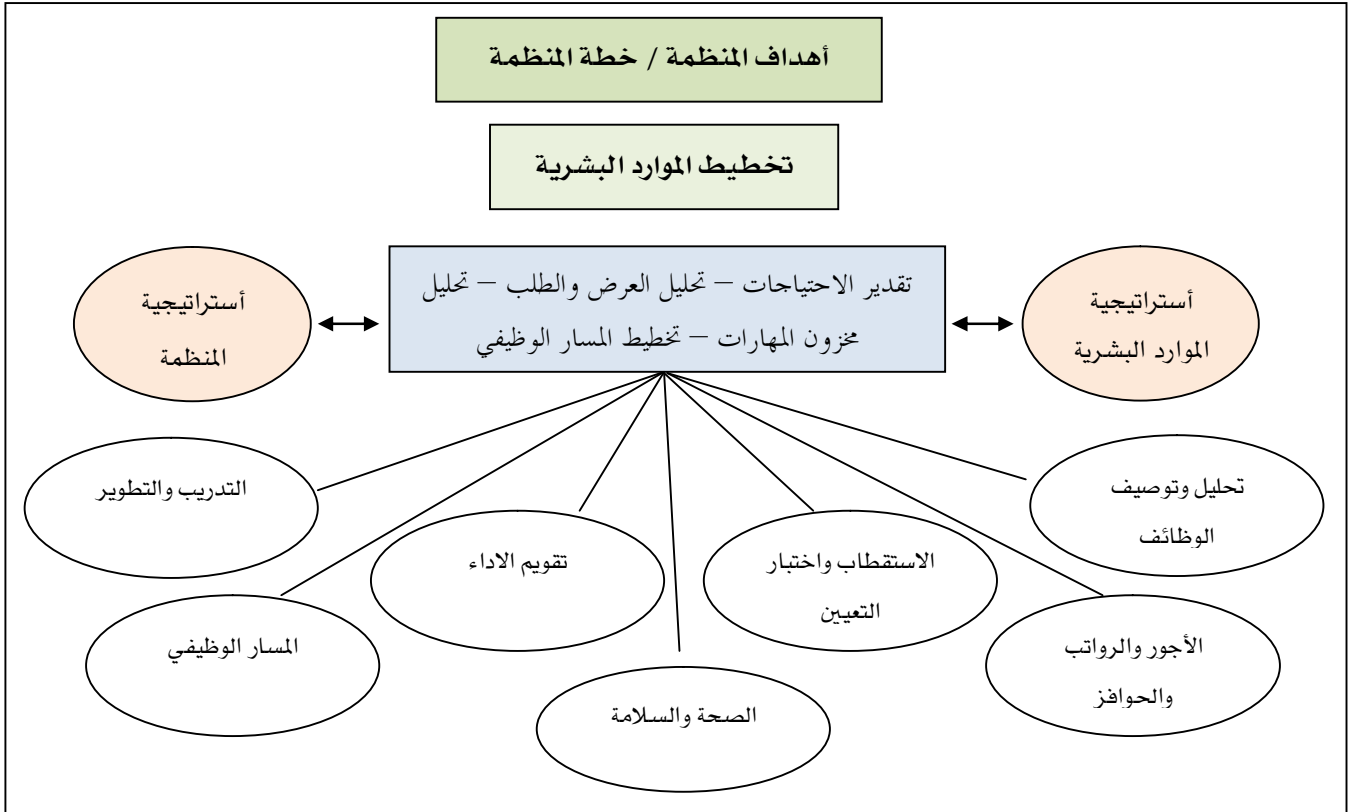 أهداف المنظمة / خطة المنظمة
تخطيط الموارد البشرية
أستراتيجية
الموارد البشرية
تقدير الاحتياجات – تحليل العرض والطلب – تحليل
مخزون المهارات – تخطيط المسار الوظيفي
أستراتيجية
المنظمة
تحليل وتوصيف
الوظائف
الاستقطاب واختبار
التعيين
تقويم الاداء
التدريب والتطوير
الأجور والرواتب
والحوافز
الصحة والسلامة
المسار الوظيفي